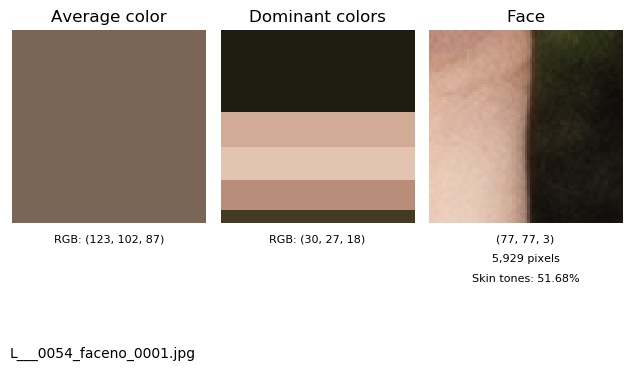 Average color
Dominant colors
Face
RGB: (123, 102, 87)
RGB: (30, 27, 18)
(77, 77, 3)
5,929 pixels
Skin tones: 51.68%
L___0054_faceno_0001.jpg